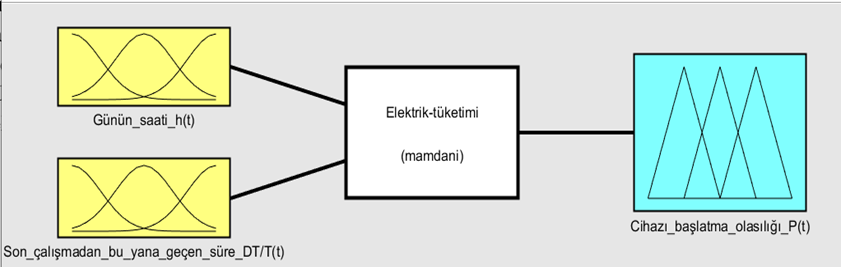 Günün_saati_h(t)
Elektrik-tüketimi
(mamdani)
Son_çalışmadan_bu_yana_geçen_süre_DT/T(t)
Cihazı_başlatma_olasılığı_P(t)